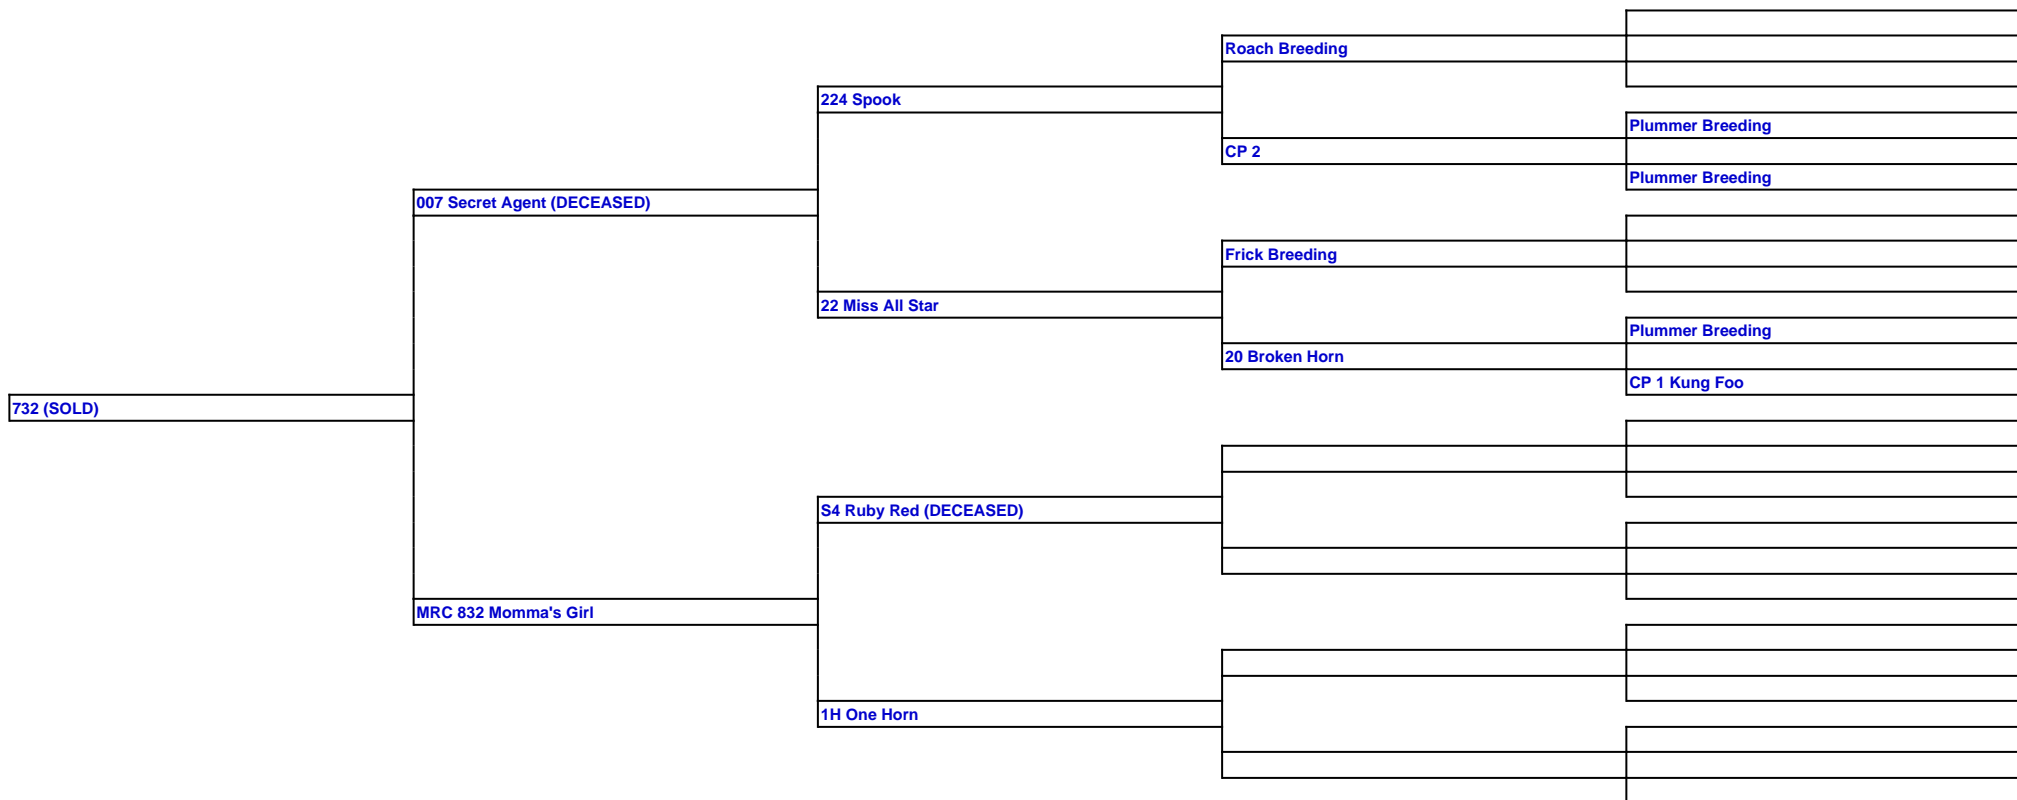 Roach Breeding
224 Spook
Plummer Breeding
CP 2
Plummer Breeding
007 Secret Agent (DECEASED)
Frick Breeding
22 Miss All Star
Plummer Breeding
20 Broken Horn
CP 1 Kung Foo
732 (SOLD)
S4 Ruby Red (DECEASED)
MRC 832 Momma's Girl
1H One Horn